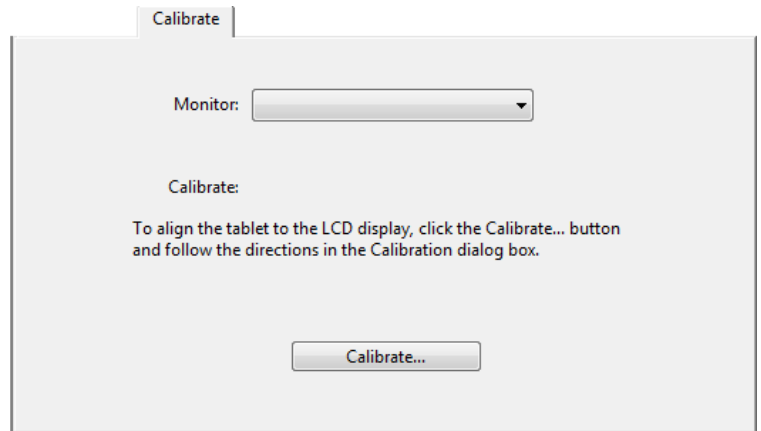 Calibrate
Monitor:
Calibrate:
To align the tablet to the LCD display, click the Calibrate... button
and follow the directions in the Calibration dialog box.
Calibrate...